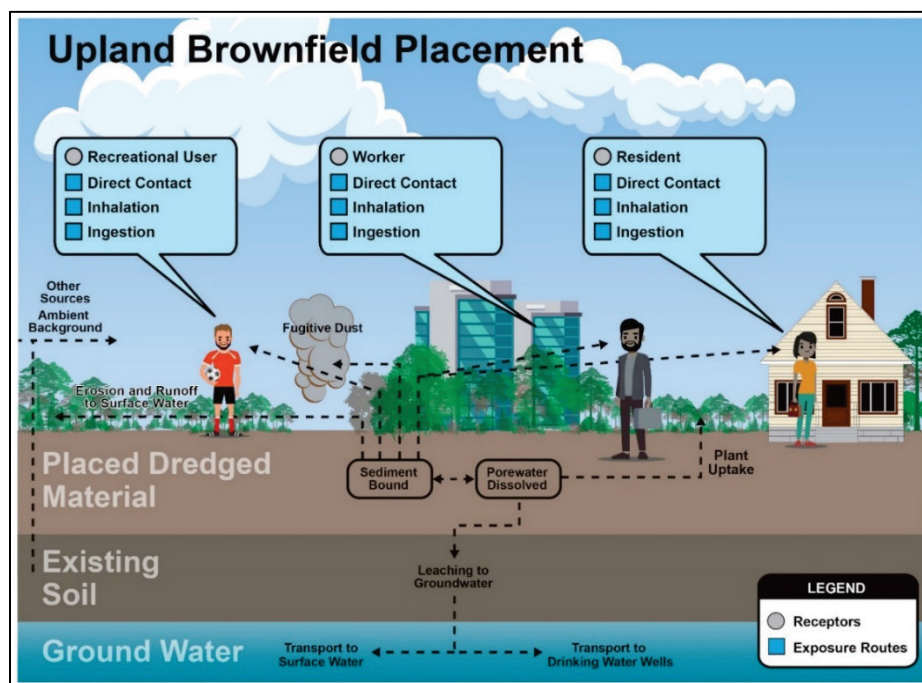 Upland Brownfield Placement
Recreational User
Direct Contact
Inhalation
Ingestion
Worker
Direct Contact
Inhalation
Ingestion
Resident
Direct Contact
Inhalation
Ingestion
Other
Sources
Ambient
Background
Fugitive Dust
Erosion and Runoff
to Surface Water
Placed Dredged
Material
Sediment
Bound
Porewater
Dissolved
Plant
Uptake
Existing
Soil
Leaching to
Groundwater
Ground Water
Transport to
Surface Water
Transport to
Drinking Water Wells
LEGEND
Receptors
Exposure Routes